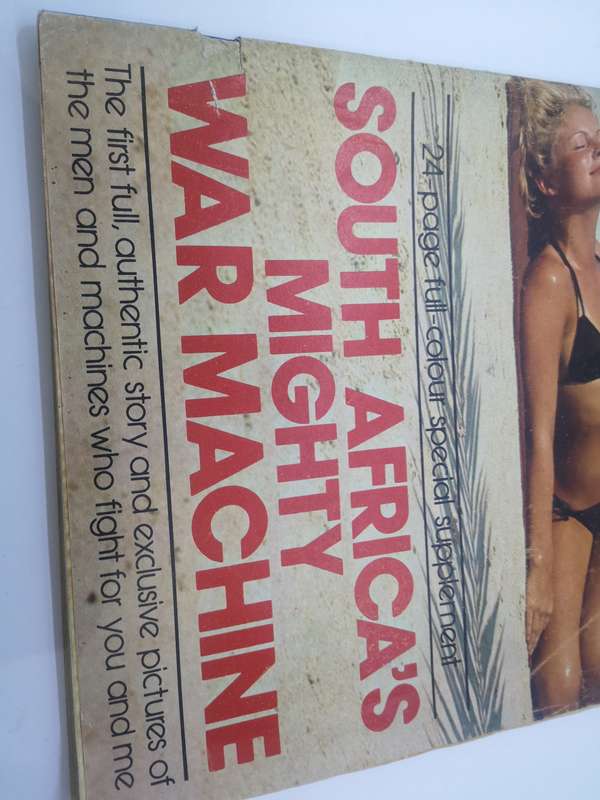 24-page full-colour special supplement
SOUTH AFRICA'S
MIGHTY
WAR MACHINE
The first full, authentic story and exclusive pictures of
the men and machines who fight for you and me